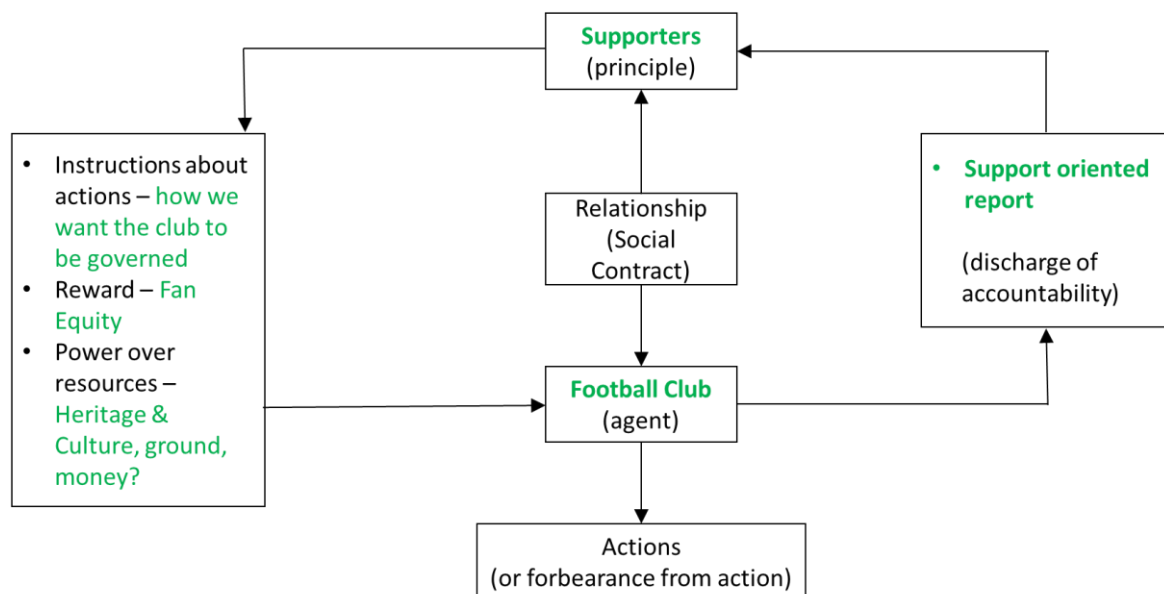 Supporters
(principle)
• Instructions about
actions – how we
want the club to
be governed
• Reward – Fan
Equity
• Power over
resources –
Heritage &
Culture, ground,
money?
Relationship
(Social
Contract)
• Support oriented
report
(discharge of
accountability)
Football Club
(agent)
Actions
(or forbearance from action)